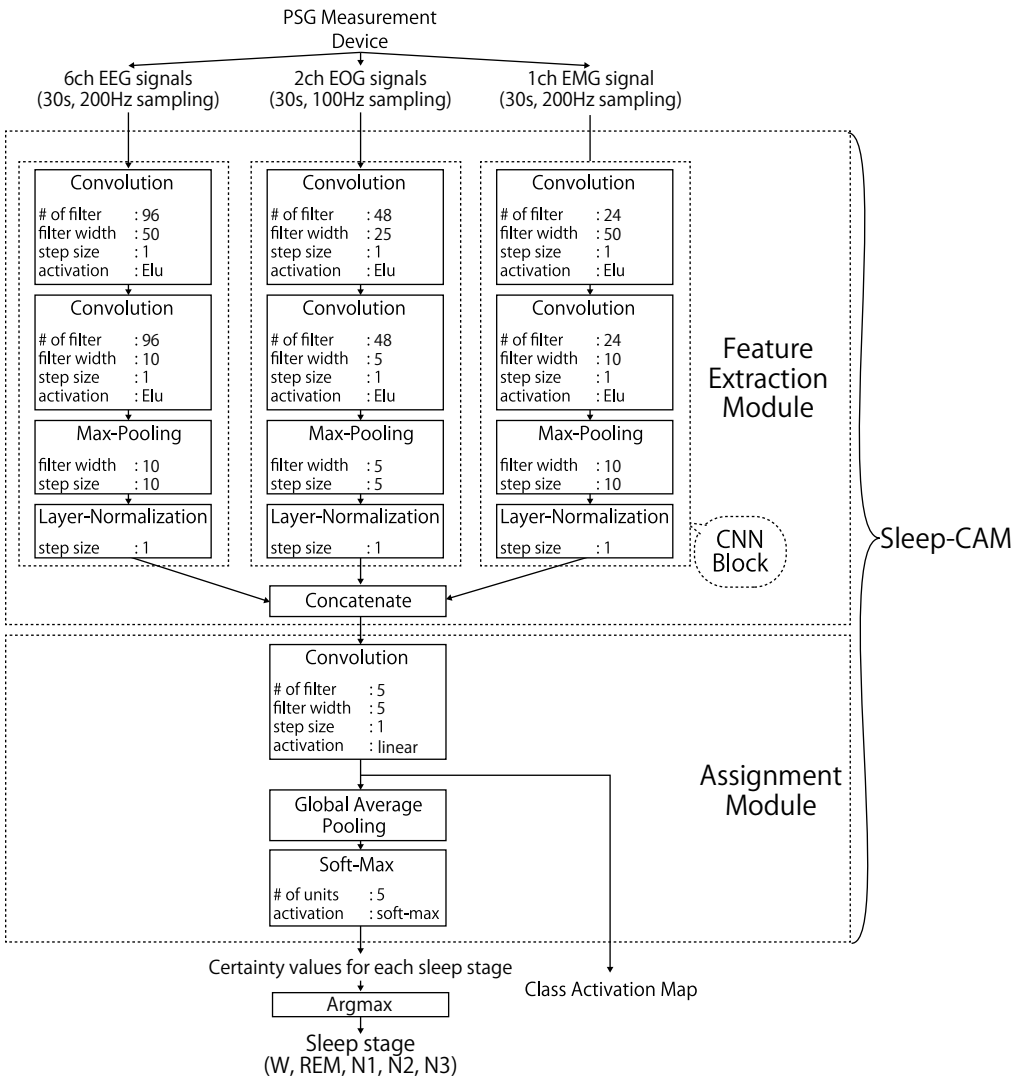 PSG Measurement
Device
6ch EEG signals
(30s, 200Hz sampling)
2ch EOG signals
(30s, 100Hz sampling)
1ch EMG signal
(30s, 200Hz sampling)
Convolution
# of filter : 96
filter width : 50
step size : 1
activation : Elu
Convolution
# of filter : 96
filter width : 10
step size : 1
activation : Elu
Max-Pooling
filter width : 10
step size : 10
Layer-Normalization
step size : 1
Convolution
# of filter : 48
filter width : 25
step size : 1
activation : Elu
Convolution
# of filter : 48
filter width : 5
step size : 1
activation : Elu
Max-Pooling
filter width : 5
step size : 5
Layer-Normalization
step size : 1
Convolution
# of filter : 24
filter width : 50
step size : 1
activation : Elu
Convolution
# of filter : 24
filter width : 10
step size : 1
activation : Elu
Max-Pooling
filter width : 10
step size : 10
Layer-Normalization
step size : 1
Feature
Extraction
Module
CNN
Block
Sleep-CAM
Concatenate
Convolution
# of filter : 5
filter width : 5
step size : 1
activation : linear
Global Average
Pooling
Soft-Max
# of units : 5
activation : soft-max
Assignment
Module
Certainty values for each sleep stage
Class Activation Map
Argmax
Sleep stage
(W, REM, N1, N2, N3)